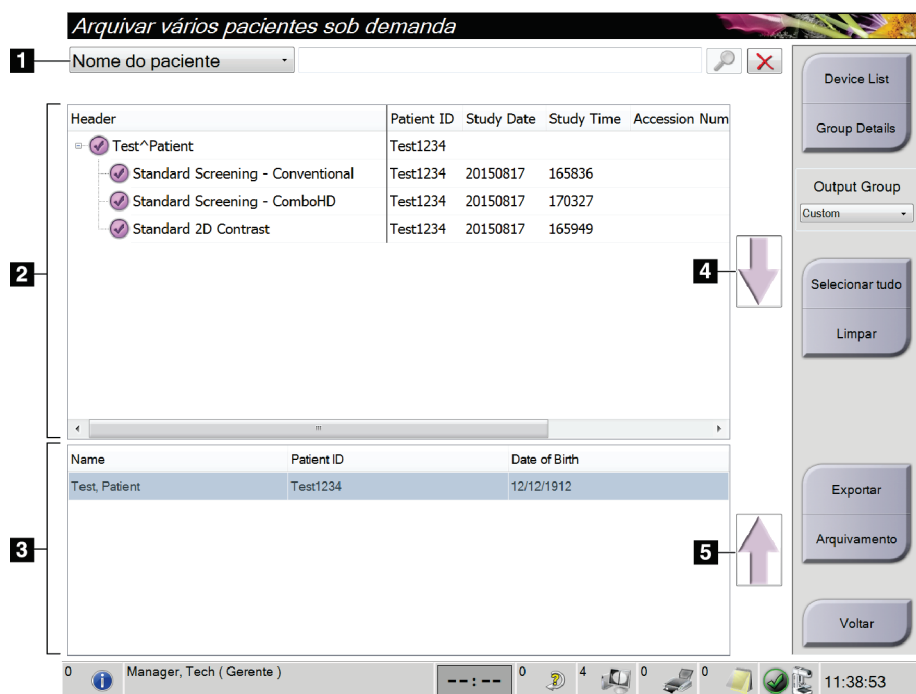 Arquivar vários pacientes sob demanda
1
Nome do paciente
Device List
Group Details
Output Group
Custom
Selecionar tudo
Limpar
Exportar
Arquivamento
Voltar
2
Header Patient ID Study Date Study Time Accession Num
Test^Patient Test1234
Standard Screening - Conventional Test1234 20150817 165836
Standard Screening - ComboHD Test1234 20150817 170327
Standard 2D Contrast Test1234 20150817 165949
4
3
Name Patient ID Date of Birth
Test, Patient Test1234 12/12/1912
5
0 Manager, Tech ( Gerente ) --:-- 0 4 0 0 11:38:53